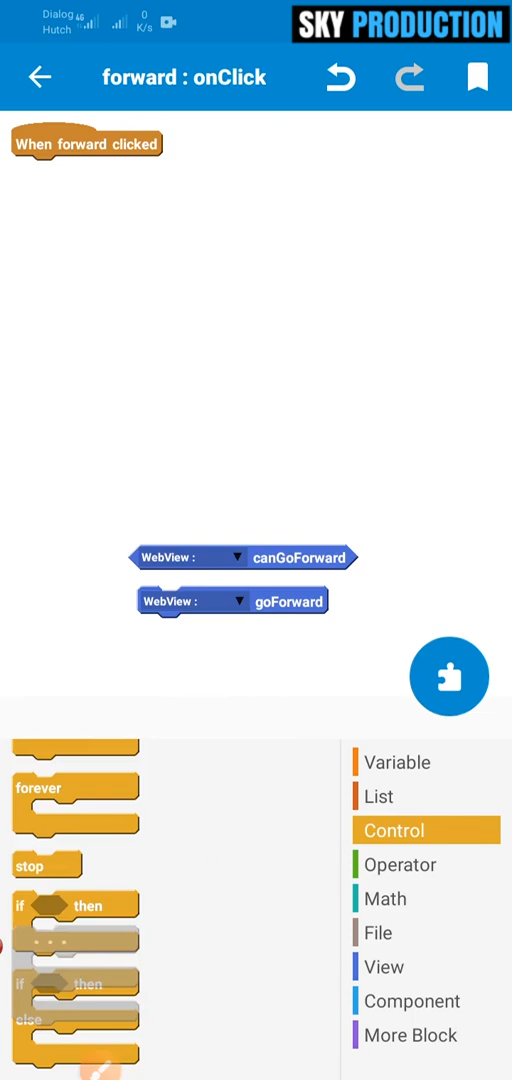 Dialog 4G 0
Hutch K/s
SKY PRODUCTION
forward : onClick
When forward clicked
WebView : canGoForward
WebView : goForward
forever
stop
if then
if then
else
Variable
List
Control
Operator
Math
File
View
Component
More Block